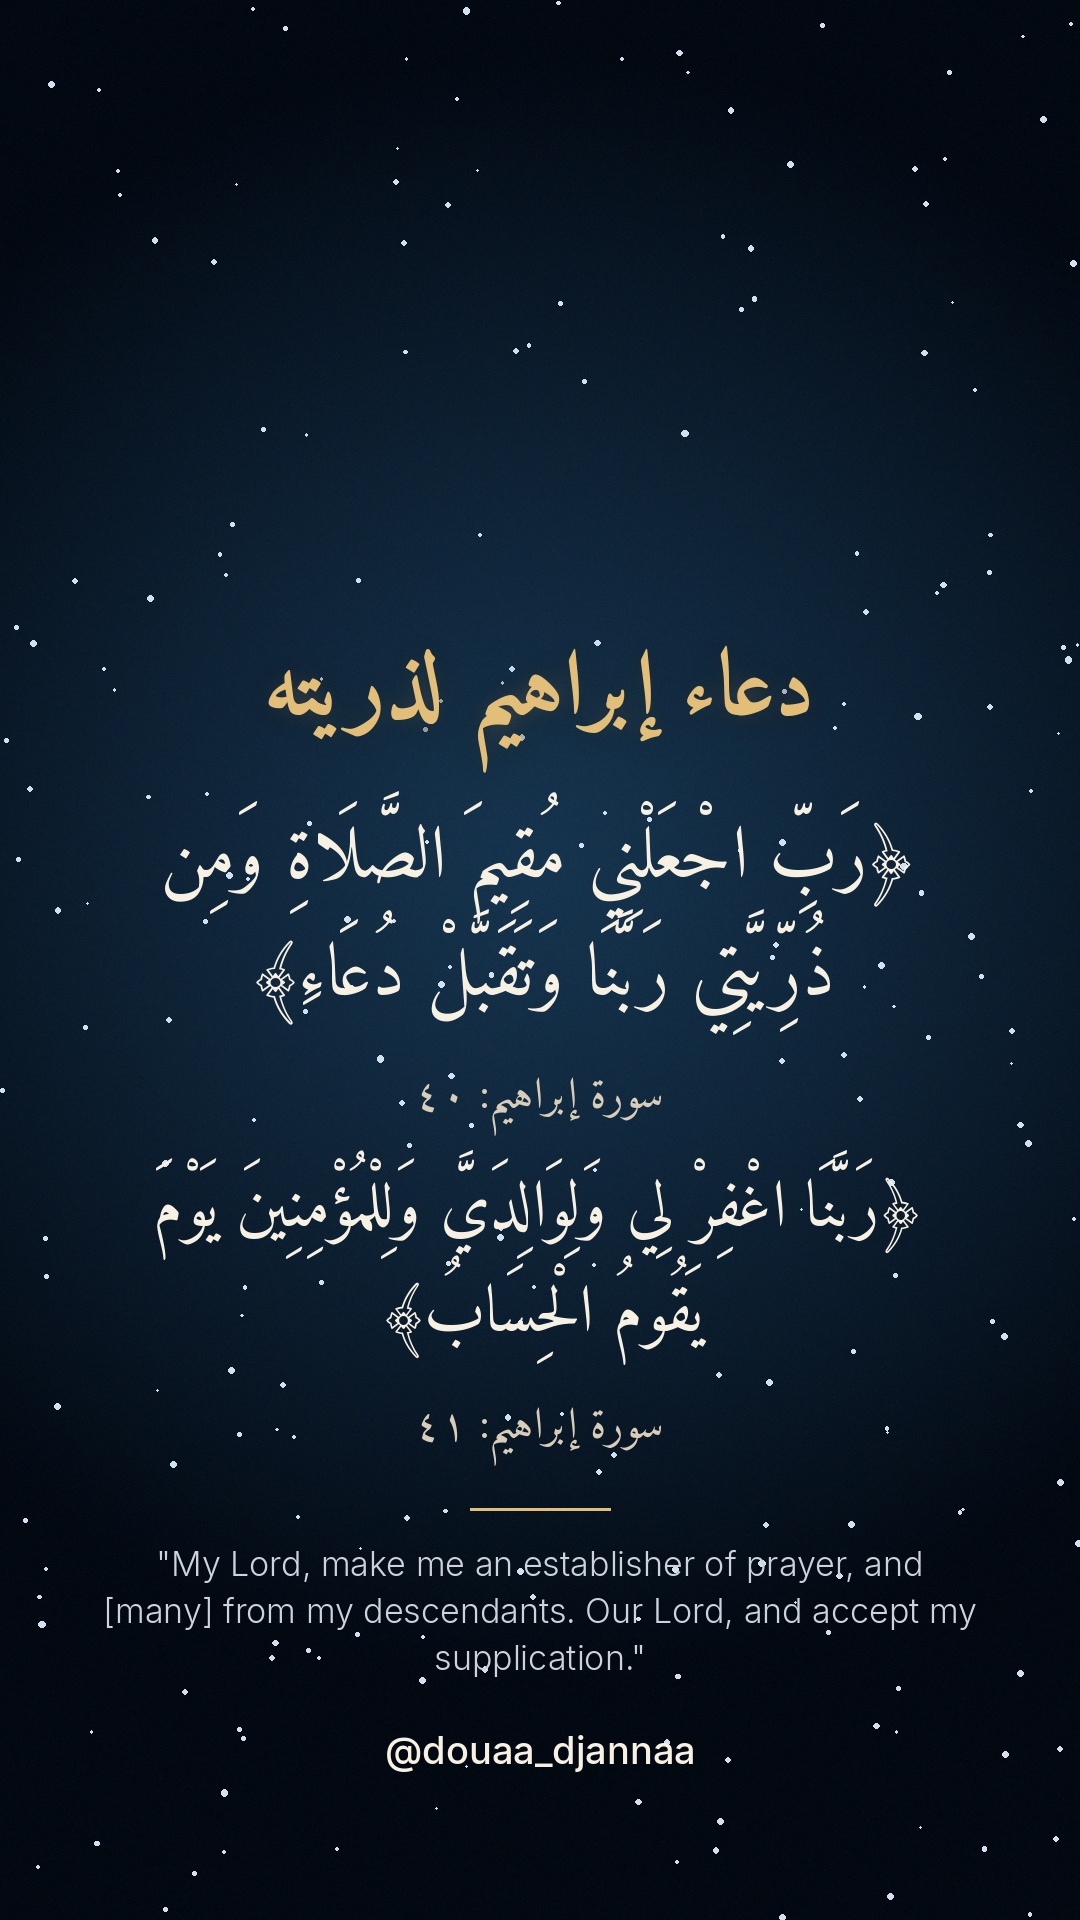 دعاء إبراهيم لذريته
﴿رَبِّ اجْعَلْنِي مُقِيمَ الصَّلَاةِ وَمِن
ذُرِّيَّتِي رَبَّنَا وَتَقَبَّلْ دُعَاءِ﴾
سورة إبراهيم: ٤٠
﴿رَبَّنَا اغْفِرْ لِي وَلِوَالِدَيَّ وَلِلْمُؤْمِنِينَ يَوْمَ
يَقُومُ الْحِسَابُ﴾
سورة إبراهيم: ٤١
"My Lord, make me an establisher of prayer, and
[many] from my descendants. Our Lord, and accept my
supplication."
@douaa_djannaa